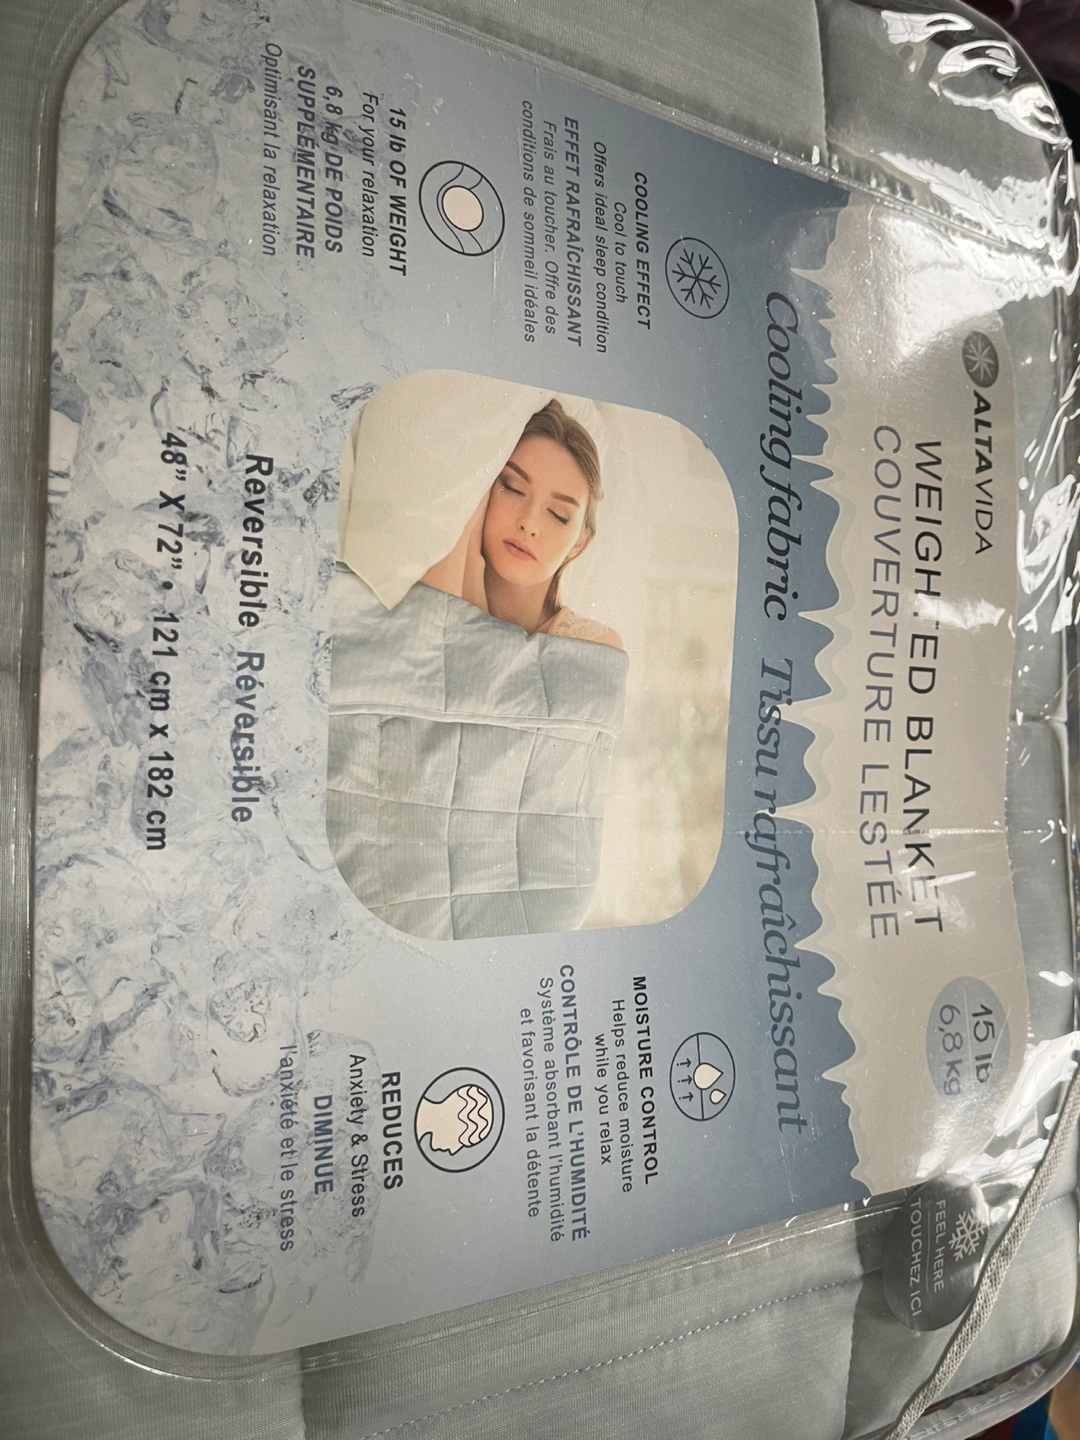 ALTAVIDA
WEIGHTED BLANKET
COUVERTURE LESTÉE
15 lb
6,8 kg
FEEL HERE
TOUCHEZ ICI
Cooling fabric Tissu rafraîchissant
COOLING EFFECT
Cool to touch
Offers ideal sleep condition
EFFET RAFRAÎCHISSANT
Frais au toucher. Offre des
conditions de sommeil idéales
15 lb OF WEIGHT
For your relaxation
6,8 kg DE POIDS
SUPPLÉMENTAIRE
Optimisant la relaxation
MOISTURE CONTROL
Helps reduce moisture
while you relax
CONTRÔLE DE L'HUMIDITÉ
Système absorbant l'humidité
et favorisant la détente
REDUCES
Anxiety & Stress
DIMINUE
l'anxiété et le stress
Reversible Réversible
48" X 72" • 121 cm x 182 cm